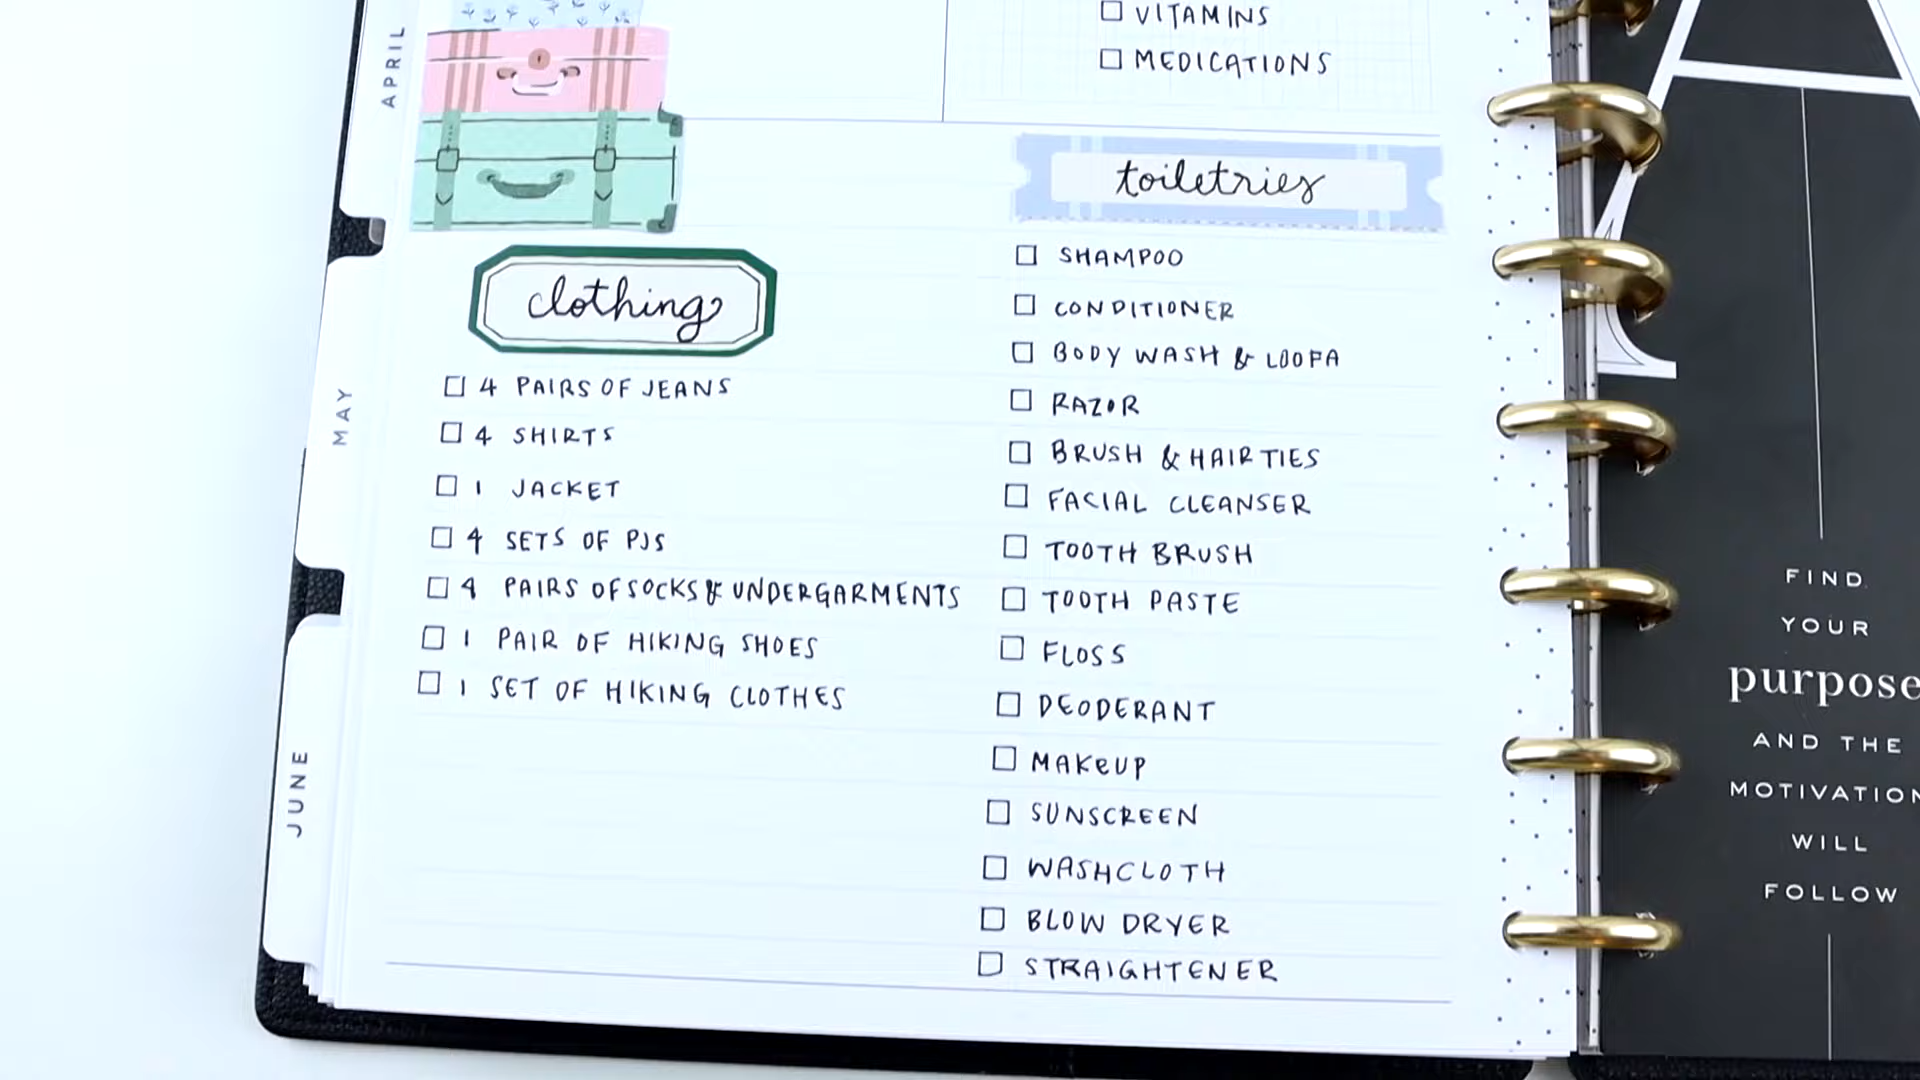 APRIL
MAY
JUNE
VITAMINS
MEDICATIONS
clothing
4 PAIRS OF JEANS
4 SHIRTS
1 JACKET
4 SETS OF PJS
4 PAIRS OF SOCKS & UNDERGARMENTS
1 PAIR OF HIKING SHOES
1 SET OF HIKING CLOTHES
toiletries
SHAMPOO
CONDITIONER
BODY WASH & LOOFA
RAZOR
BRUSH & HAIR TIES
FACIAL CLEANSER
TOOTH BRUSH
TOOTH PASTE
FLOSS
DEODERANT
MAKEUP
SUNSCREEN
WASHCLOTH
BLOW DRYER
STRAIGHTENER
A
FIND
YOUR
purpose
AND THE
MOTIVATION
WILL
FOLLOW